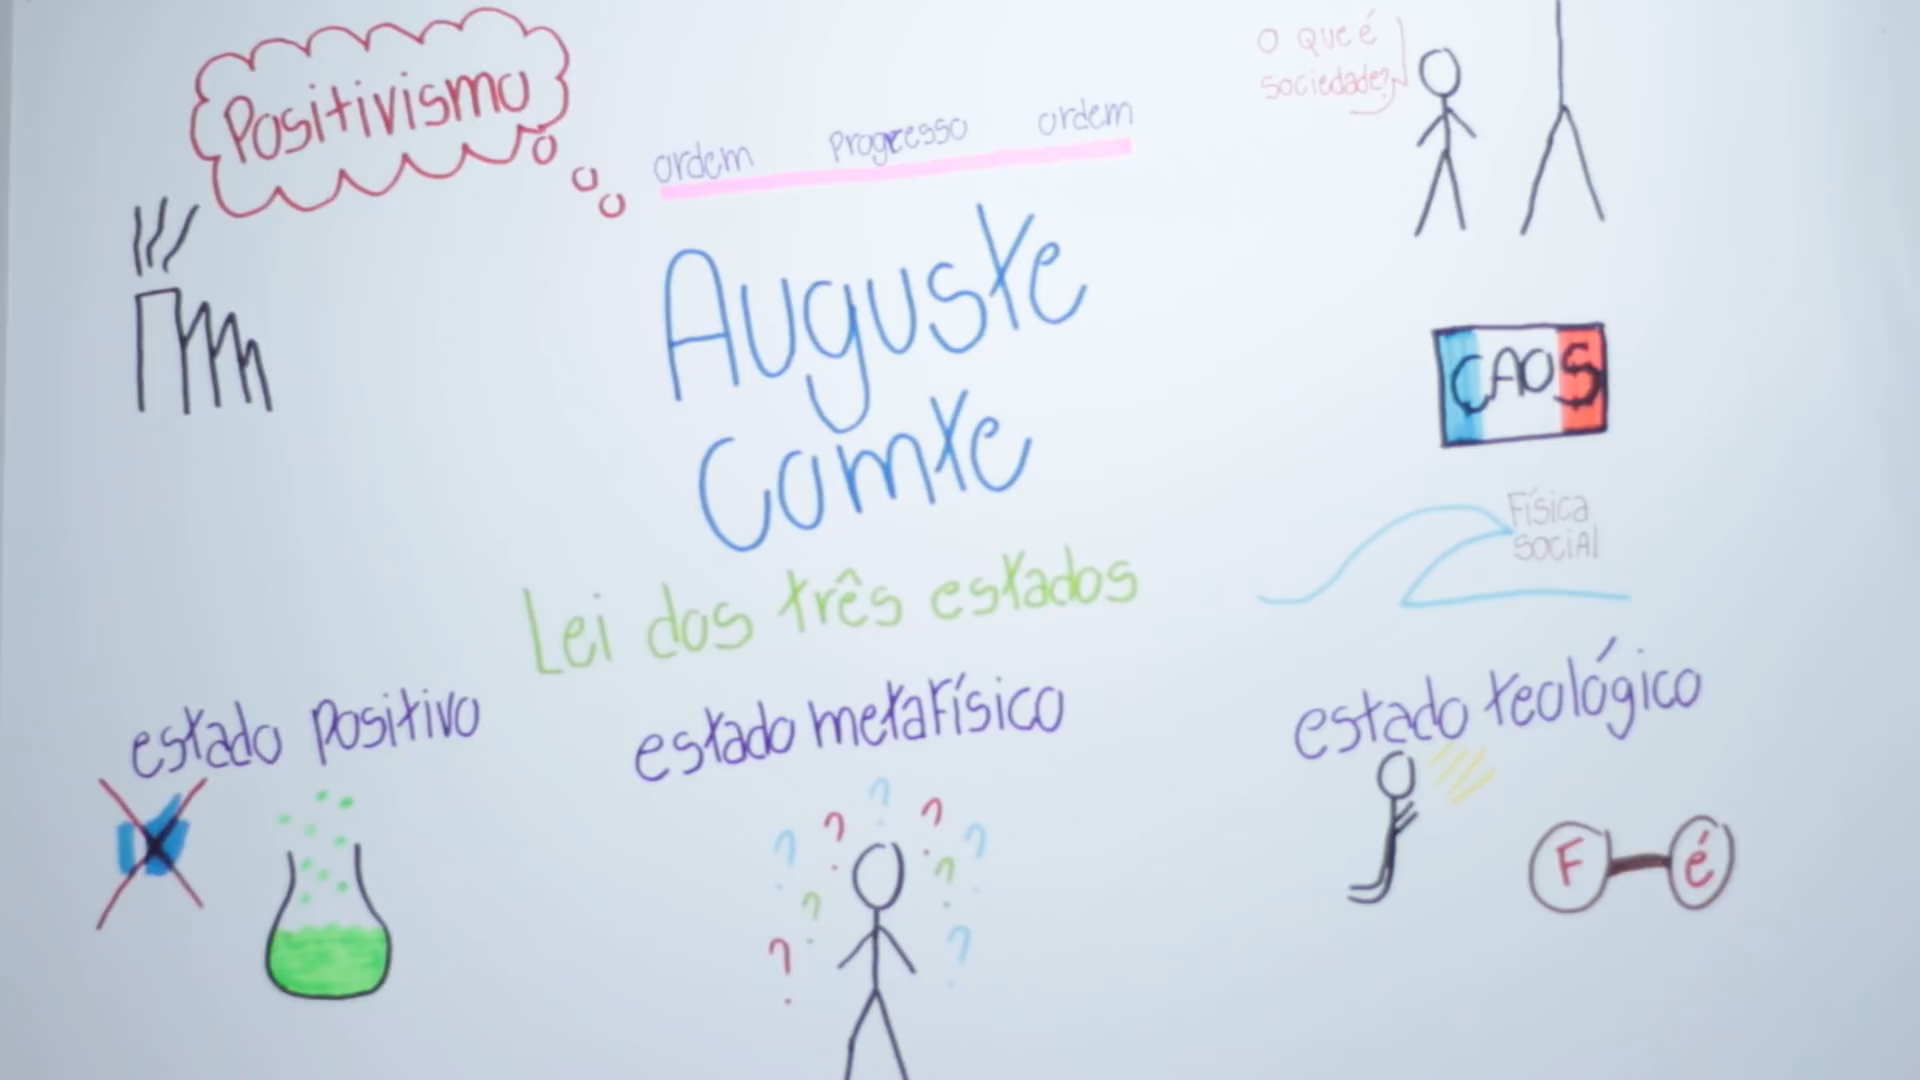 Positivismo
ordem Progresso ordem
O que é
sociedade?
Auguste
Comte
CAOS
Física
social
Lei dos três estados
estado positivo
estado metafísico
estado teológico
? ? ? ? ? ? ? ? ?
F é